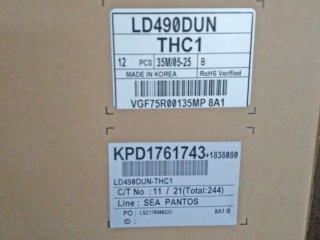 LD490DUN
THC1
12 PCS 35M/05-25 B
MADE IN KOREA RoHS Verified
VGF75R00135MP 8A1
KPD1761743+1838080
LD490DUN-THC1
C/T No : 11 / 21(Total:244)
Line : SEA PANTOS
PO : 8A1 B
ID :